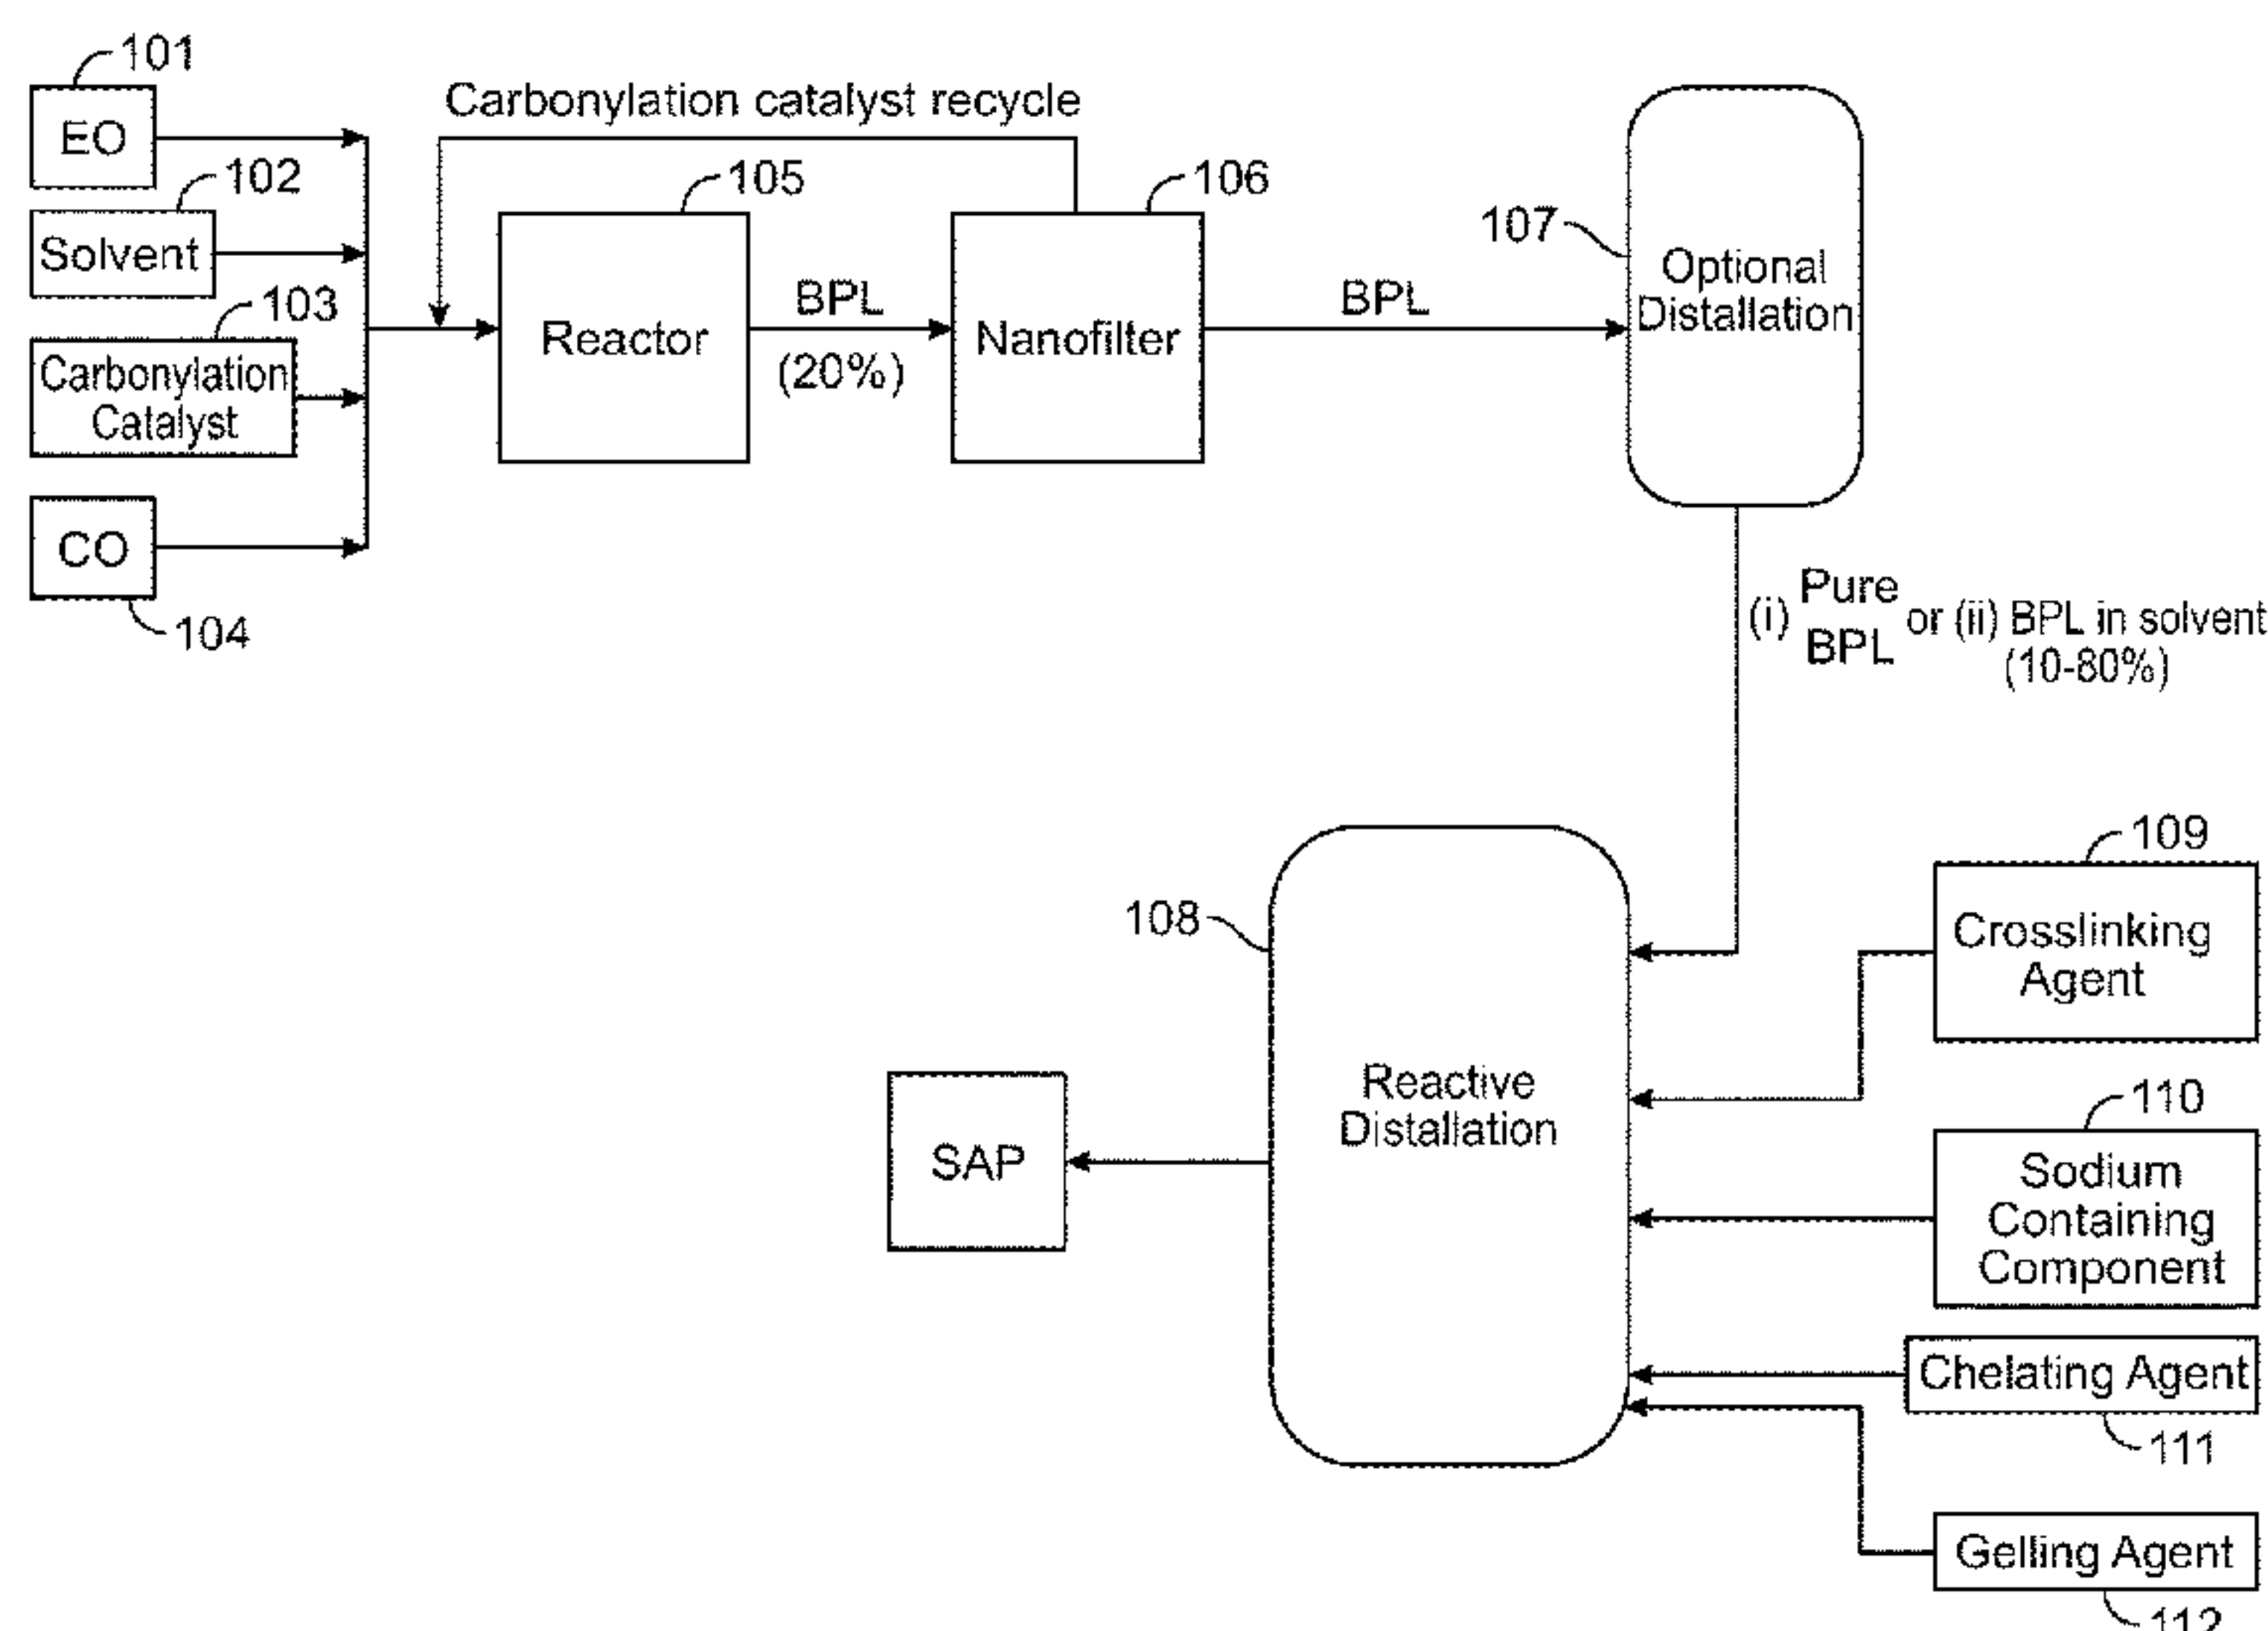 101
EO
102
Solvent
103
Carbonylation
Catalyst
CO
104
Carbonylation catalyst recycle
105
Reactor
BPL
(20%)
106
Nanofilter
BPL
107
Optional
Distallation
(i) Pure BPL or (ii) BPL in solvent
(10-80%)
108
Reactive
Distallation
SAP
109
Crosslinking
Agent
110
Sodium
Containing
Component
Chelating Agent
111
Gelling Agent
112